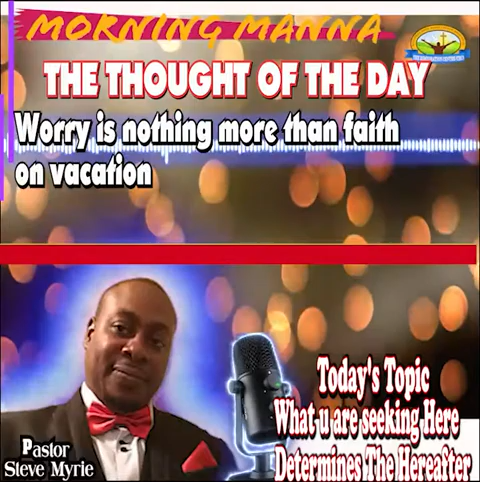 MORNING MANNA
THE THOUGHT OF THE DAY
Worry is nothing more than faith
on vacation
Today's Topic
What u are seeking Here
Determines The Hereafter
Pastor
Steve Myrie